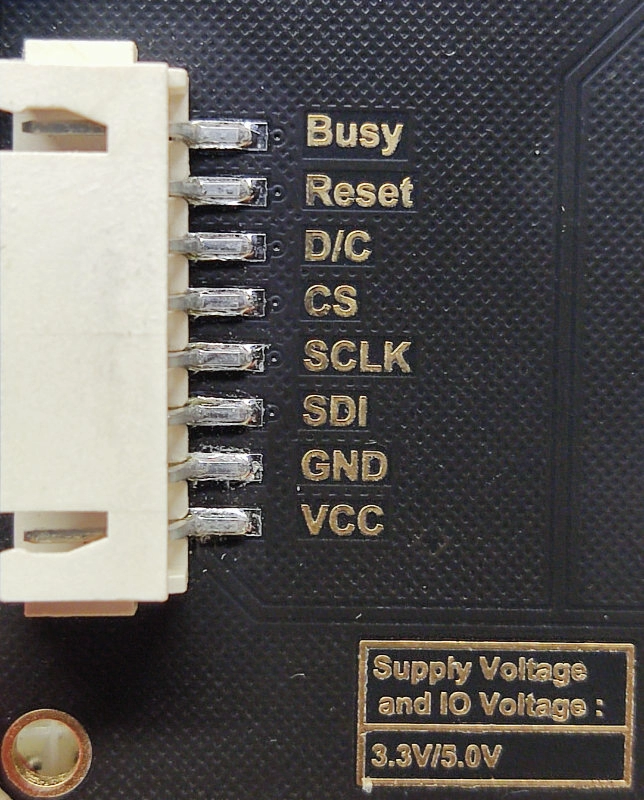 Busy
Reset
D/C
CS
SCLK
SDI
GND
VCC
Supply Voltage
and IO Voltage :
3.3V/5.0V